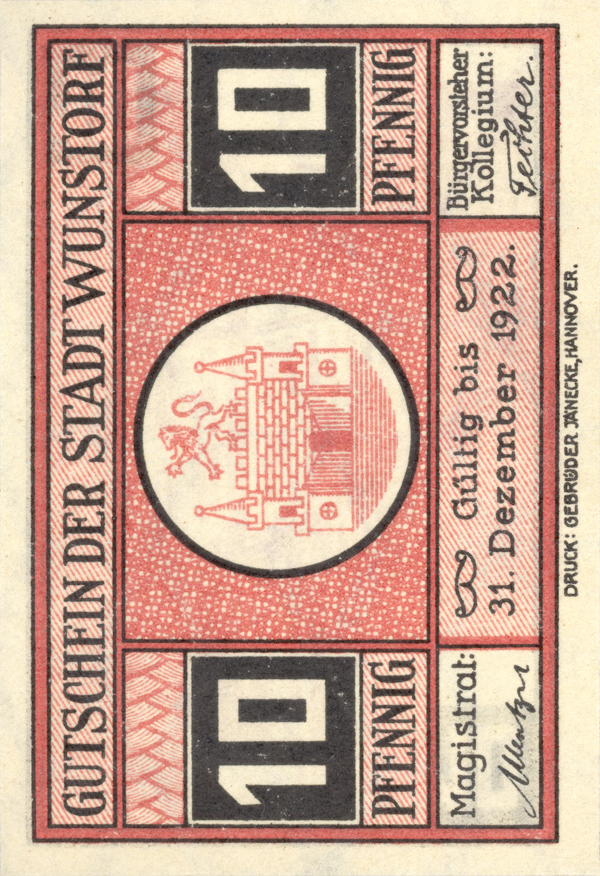 GUTSCHEIN DER STADT WUNSTORF
10
PFENNIG
10
PFENNIG
Magistrat:
Gültig bis
31. Dezember 1922.
Bürgervorsteher
Kollegium:
DRUCK: GEBRÜDER JÄNECKE, HANNOVER.